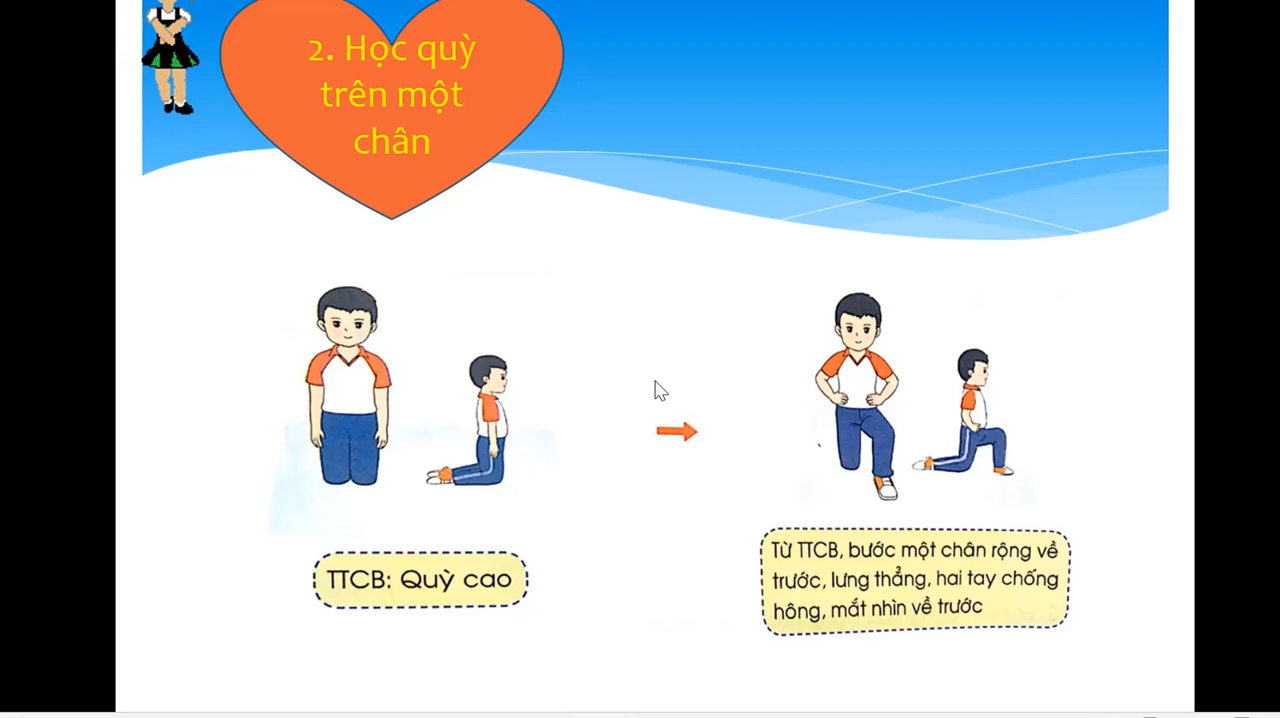 2. Học quỳ
trên một
chân
TTCB: Quỳ cao
Từ TTCB, bước một chân rộng về
trước, lưng thẳng, hai tay chống
hông, mắt nhìn về trước